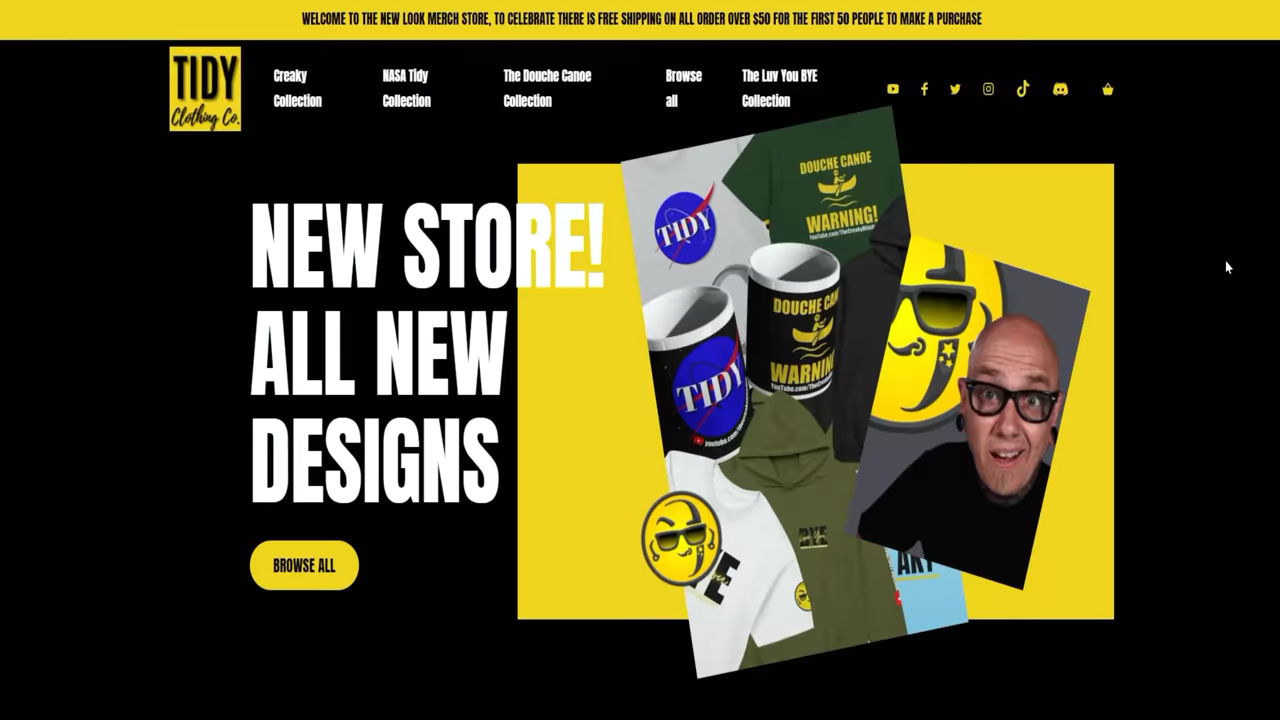 WELCOME TO THE NEW LOOK MERCH STORE, TO CELEBRATE THERE IS FREE SHIPPING ON ALL ORDER OVER $50 FOR THE FIRST 50 PEOPLE TO MAKE A PURCHASE
TIDY
Clothing Co.
Creaky
Collection
NASA Tidy
Collection
The Douche Canoe
Collection
Browse
all
The Luv You BYE
Collection
NEW STORE!
ALL NEW
DESIGNS
BROWSE ALL
TIDY
DOUCHE CANOE
WARNING!
DOUCHE CAN
WARNIN
TIDY
BYE